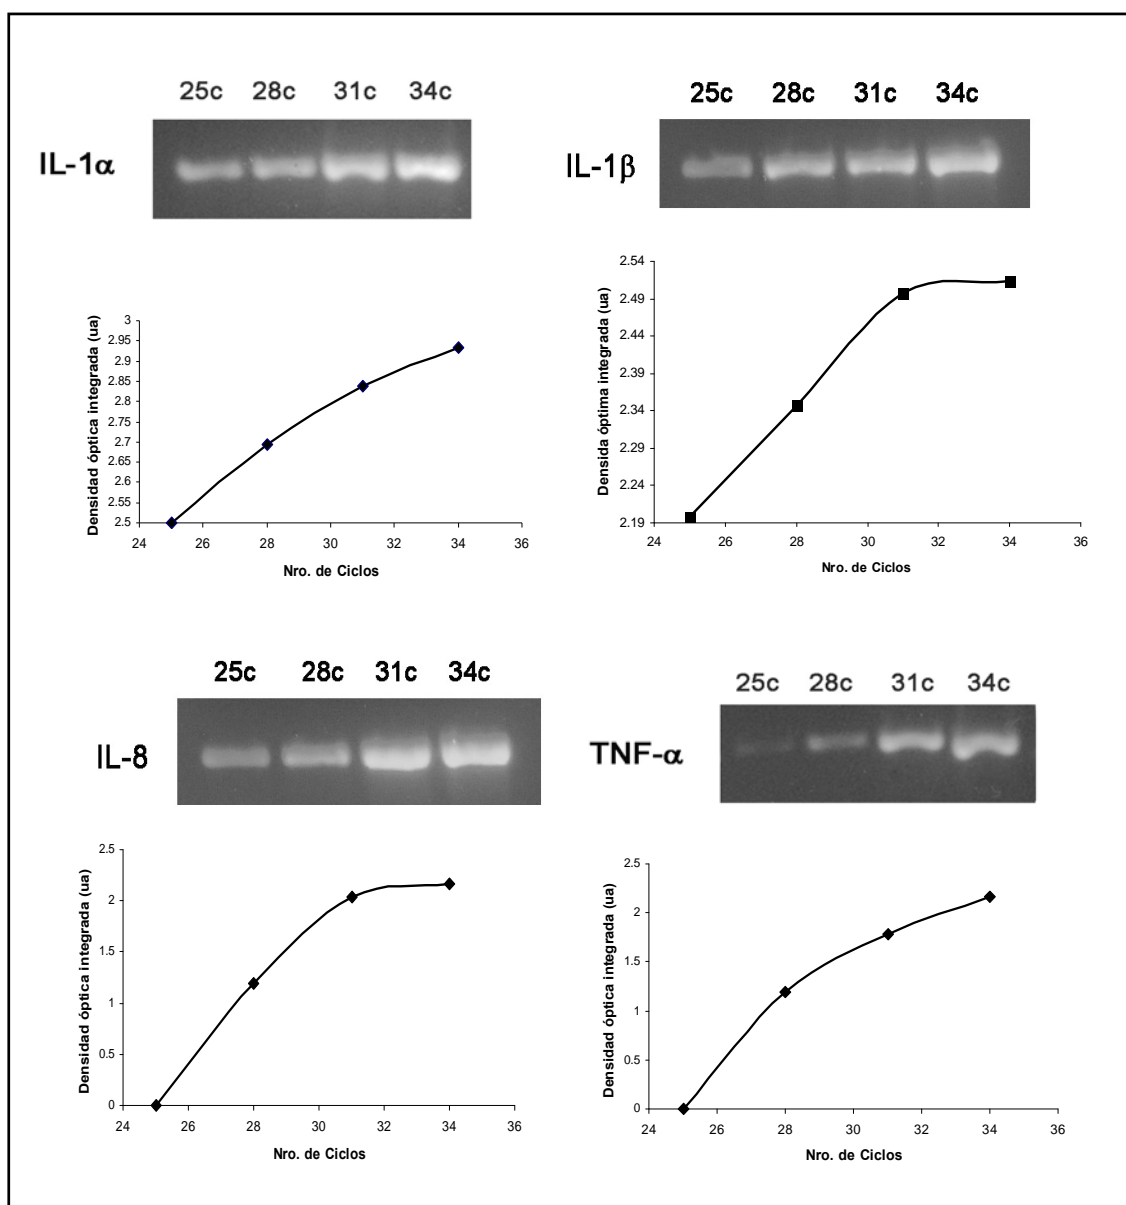 25c 28c 31c 34c
IL-1α
Densidad óptica integrada (ua)
3
2.95
2.9
2.85
2.8
2.75
2.7
2.65
2.6
2.55
2.5
24 26 28 30 32 34 36
Nro. de Ciclos
25c 28c 31c 34c
IL-1β
Densida óptima integrada (ua)
2.54
2.49
2.44
2.39
2.34
2.29
2.24
2.19
24 26 28 30 32 34 36
Nro. de Ciclos
25c 28c 31c 34c
IL-8
Densidad óptica integrada (ua)
2.5
2
1.5
1
0.5
0
24 26 28 30 32 34 36
Nro. de Ciclos
25c 28c 31c 34c
TNF-α
Densidad óptica integrada (ua)
2.5
2
1.5
1
0.5
0
24 26 28 30 32 34 36
Nro. de Ciclos